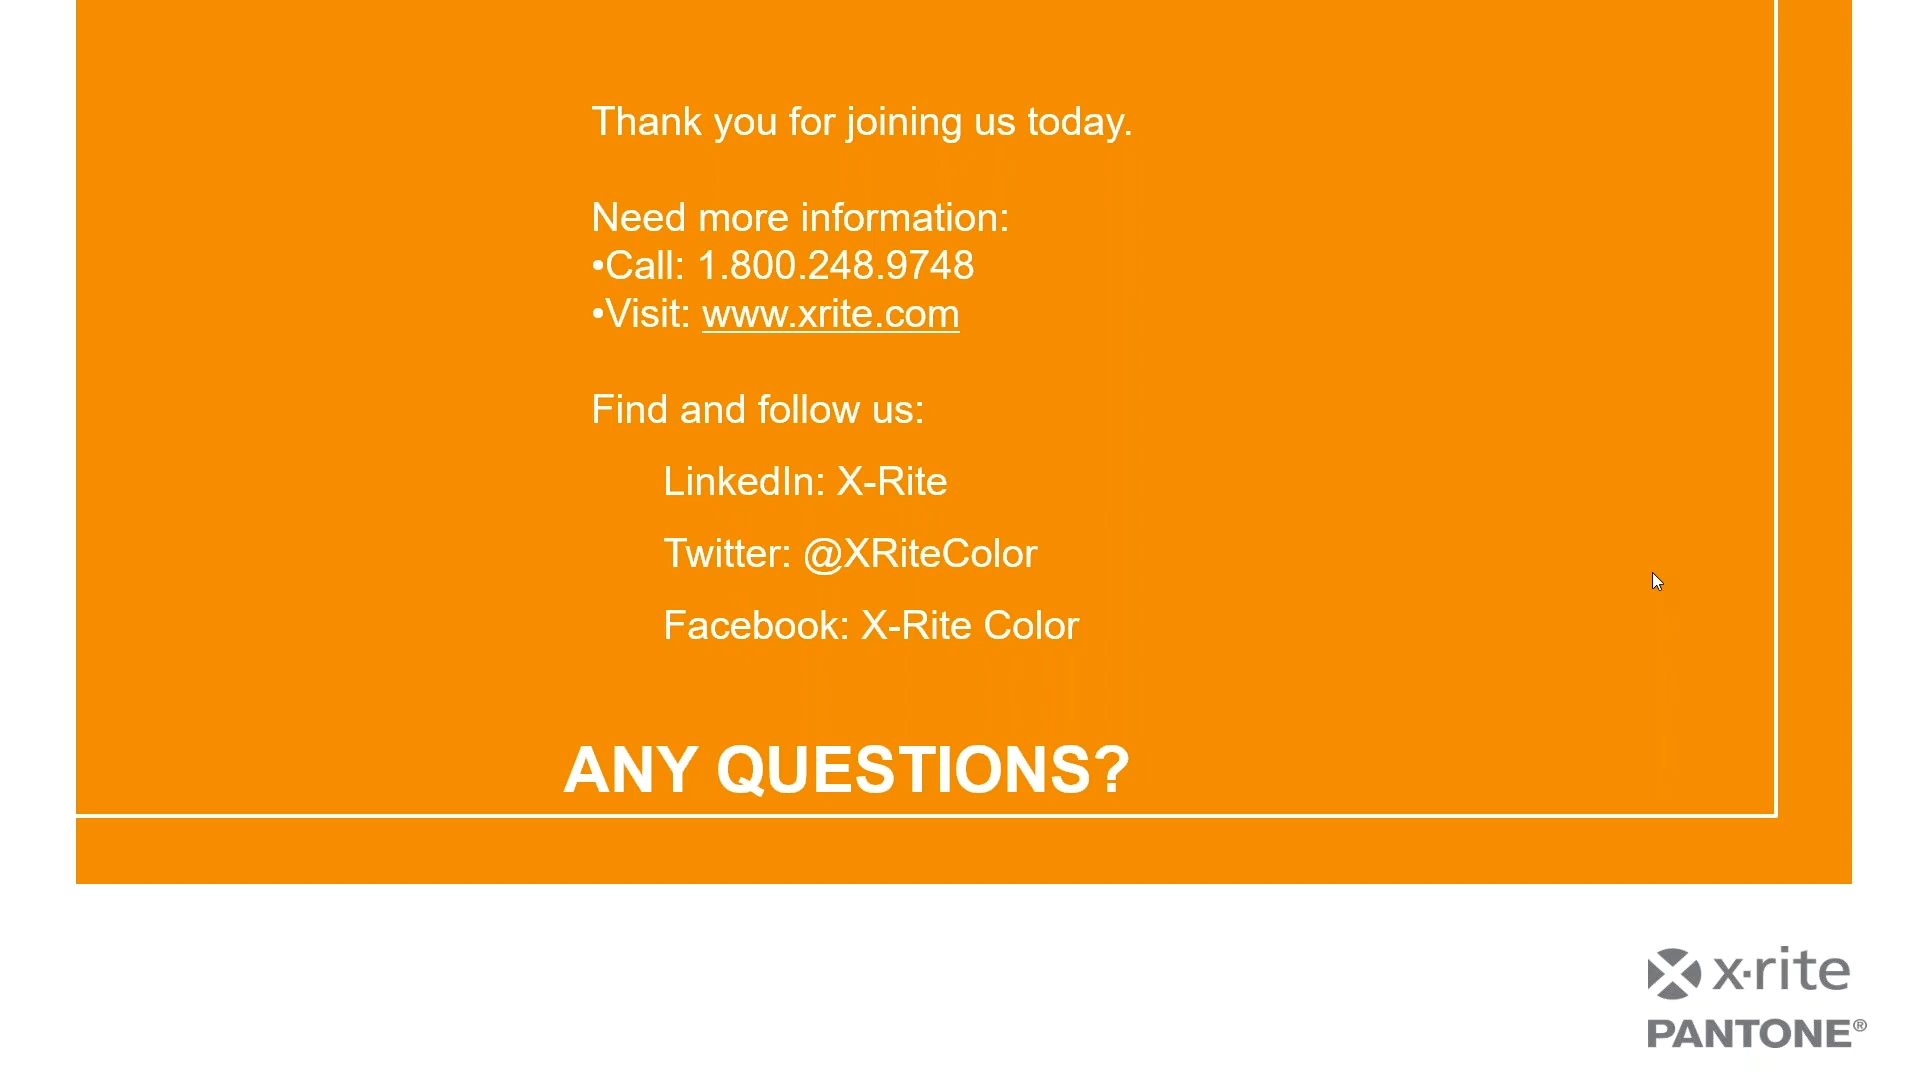 Thank you for joining us today.
Need more information:
•Call: 1.800.248.9748
•Visit: www.xrite.com
Find and follow us:
LinkedIn: X-Rite
Twitter: @XRiteColor
Facebook: X-Rite Color
ANY QUESTIONS?
x·rite
PANTONE®